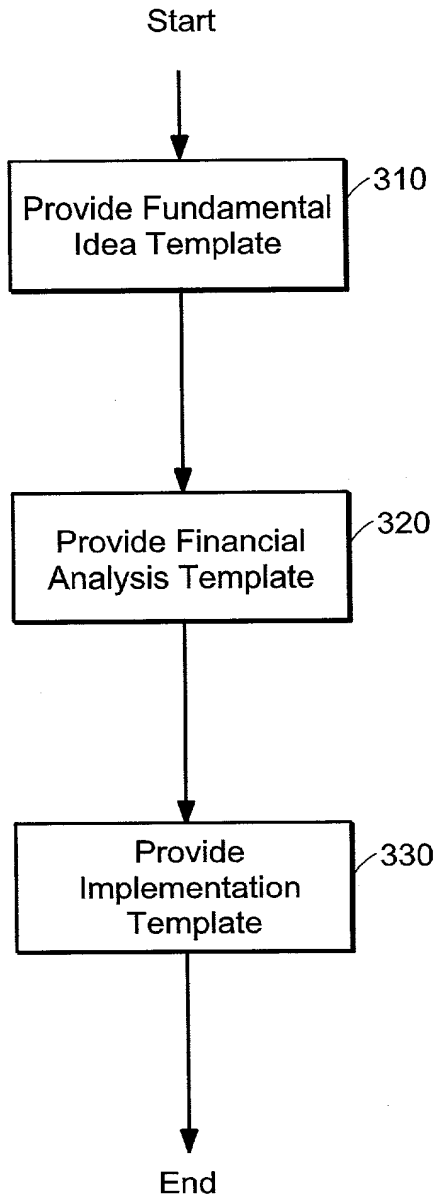 Start
310
Provide Fundamental
Idea Template
320
Provide Financial
Analysis Template
330
Provide
Implementation
Template
End